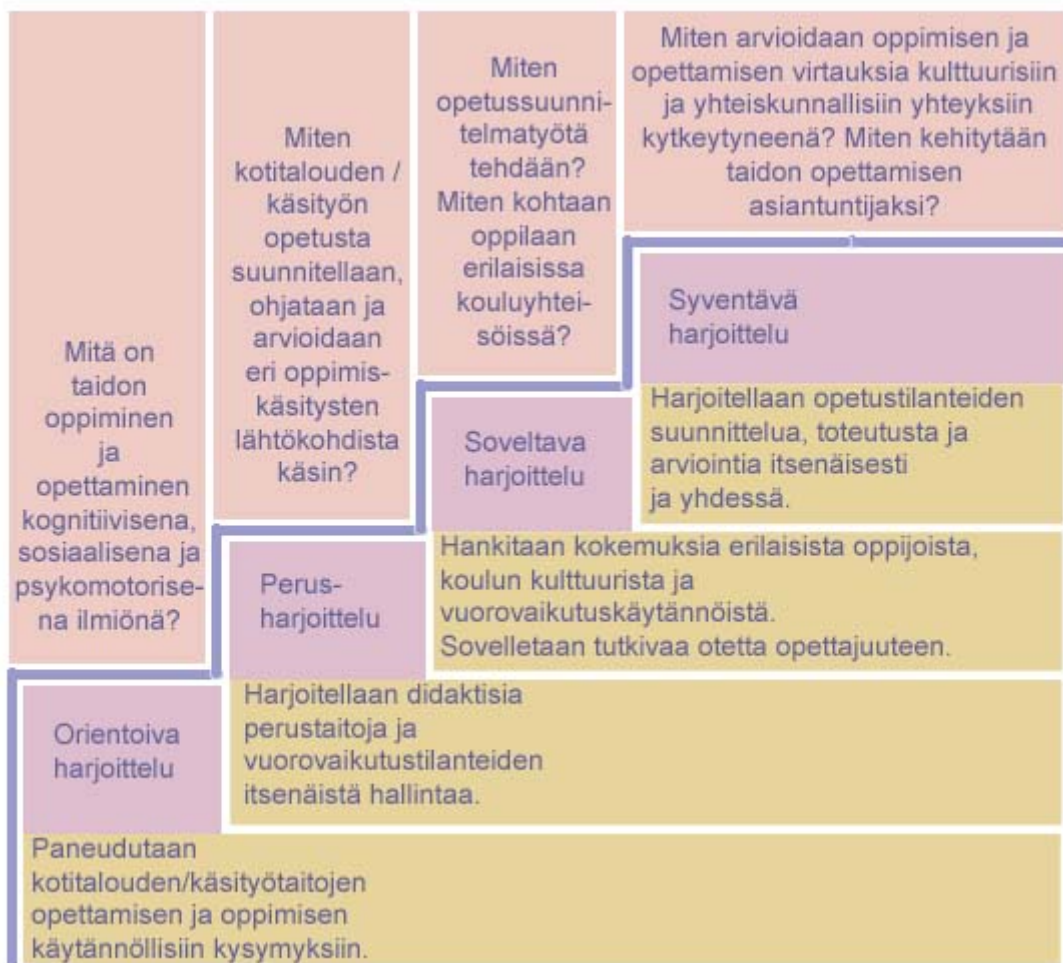 Mitä on
taidon
oppiminen
ja
opettaminen
kognitiivisena,
sosiaalisena ja
psykomotorise-
na ilmiönä?
Miten
kotitalouden /
käsityön
opetusta
suunnitellaan,
ohjataan ja
arvioidaan
eri oppimis-
käsitysten
lähtökohdista
käsin?
Miten
opetussuunni-
telmatyötä
tehdään?
Miten kohtaan
oppilaan
erilaisissa
kouluyhtei-
söissä?
Miten arvioidaan oppimisen ja
opettamisen virtauksia kulttuurisiin
ja yhteiskunnallisiin yhteyksiin
kytkeytyneenä? Miten kehitytään
taidon opettamisen
asiantuntijaksi?
Syventävä
harjoittelu
Harjoitellaan opetustilanteiden
suunnittelua, toteutusta ja
arviointia itsenäisesti
ja yhdessä.
Soveltava
harjoittelu
Hankitaan kokemuksia erilaisista oppijoista,
koulun kulttuurista ja
vuorovaikutuskäytännöistä.
Sovelletaan tutkivaa otetta opettajuuteen.
Perus-
harjoittelu
Harjoitellaan didaktisia
perustaitoja ja
vuorovaikutustilanteiden
itsenäistä hallintaa.
Orientoiva
harjoittelu
Paneudutaan
kotitalouden/käsityötaitojen
opettamisen ja oppimisen
käytännöllisiin kysymyksiin.